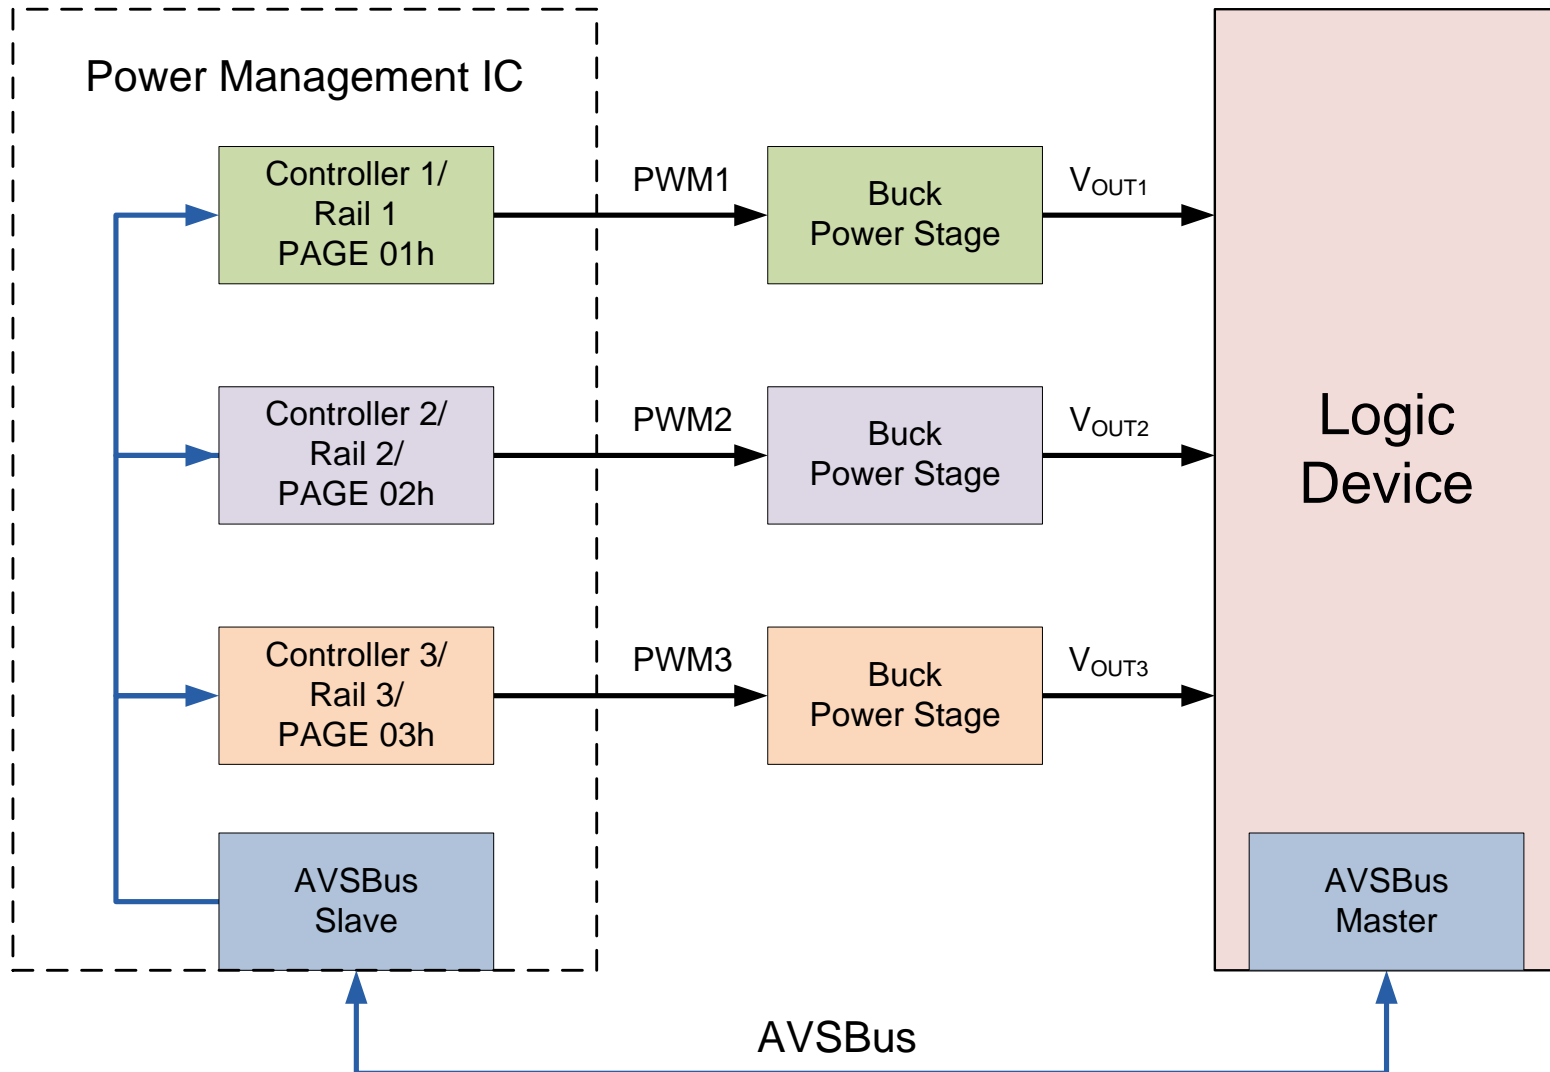 Power Management IC
Controller 1/
Rail 1
PAGE 01h
PWM1
Buck
Power Stage
VOUT1
Controller 2/
Rail 2/
PAGE 02h
PWM2
Buck
Power Stage
VOUT2
Logic
Device
Controller 3/
Rail 3/
PAGE 03h
PWM3
Buck
Power Stage
VOUT3
AVSBus
Slave
AVSBus
Master
AVSBus